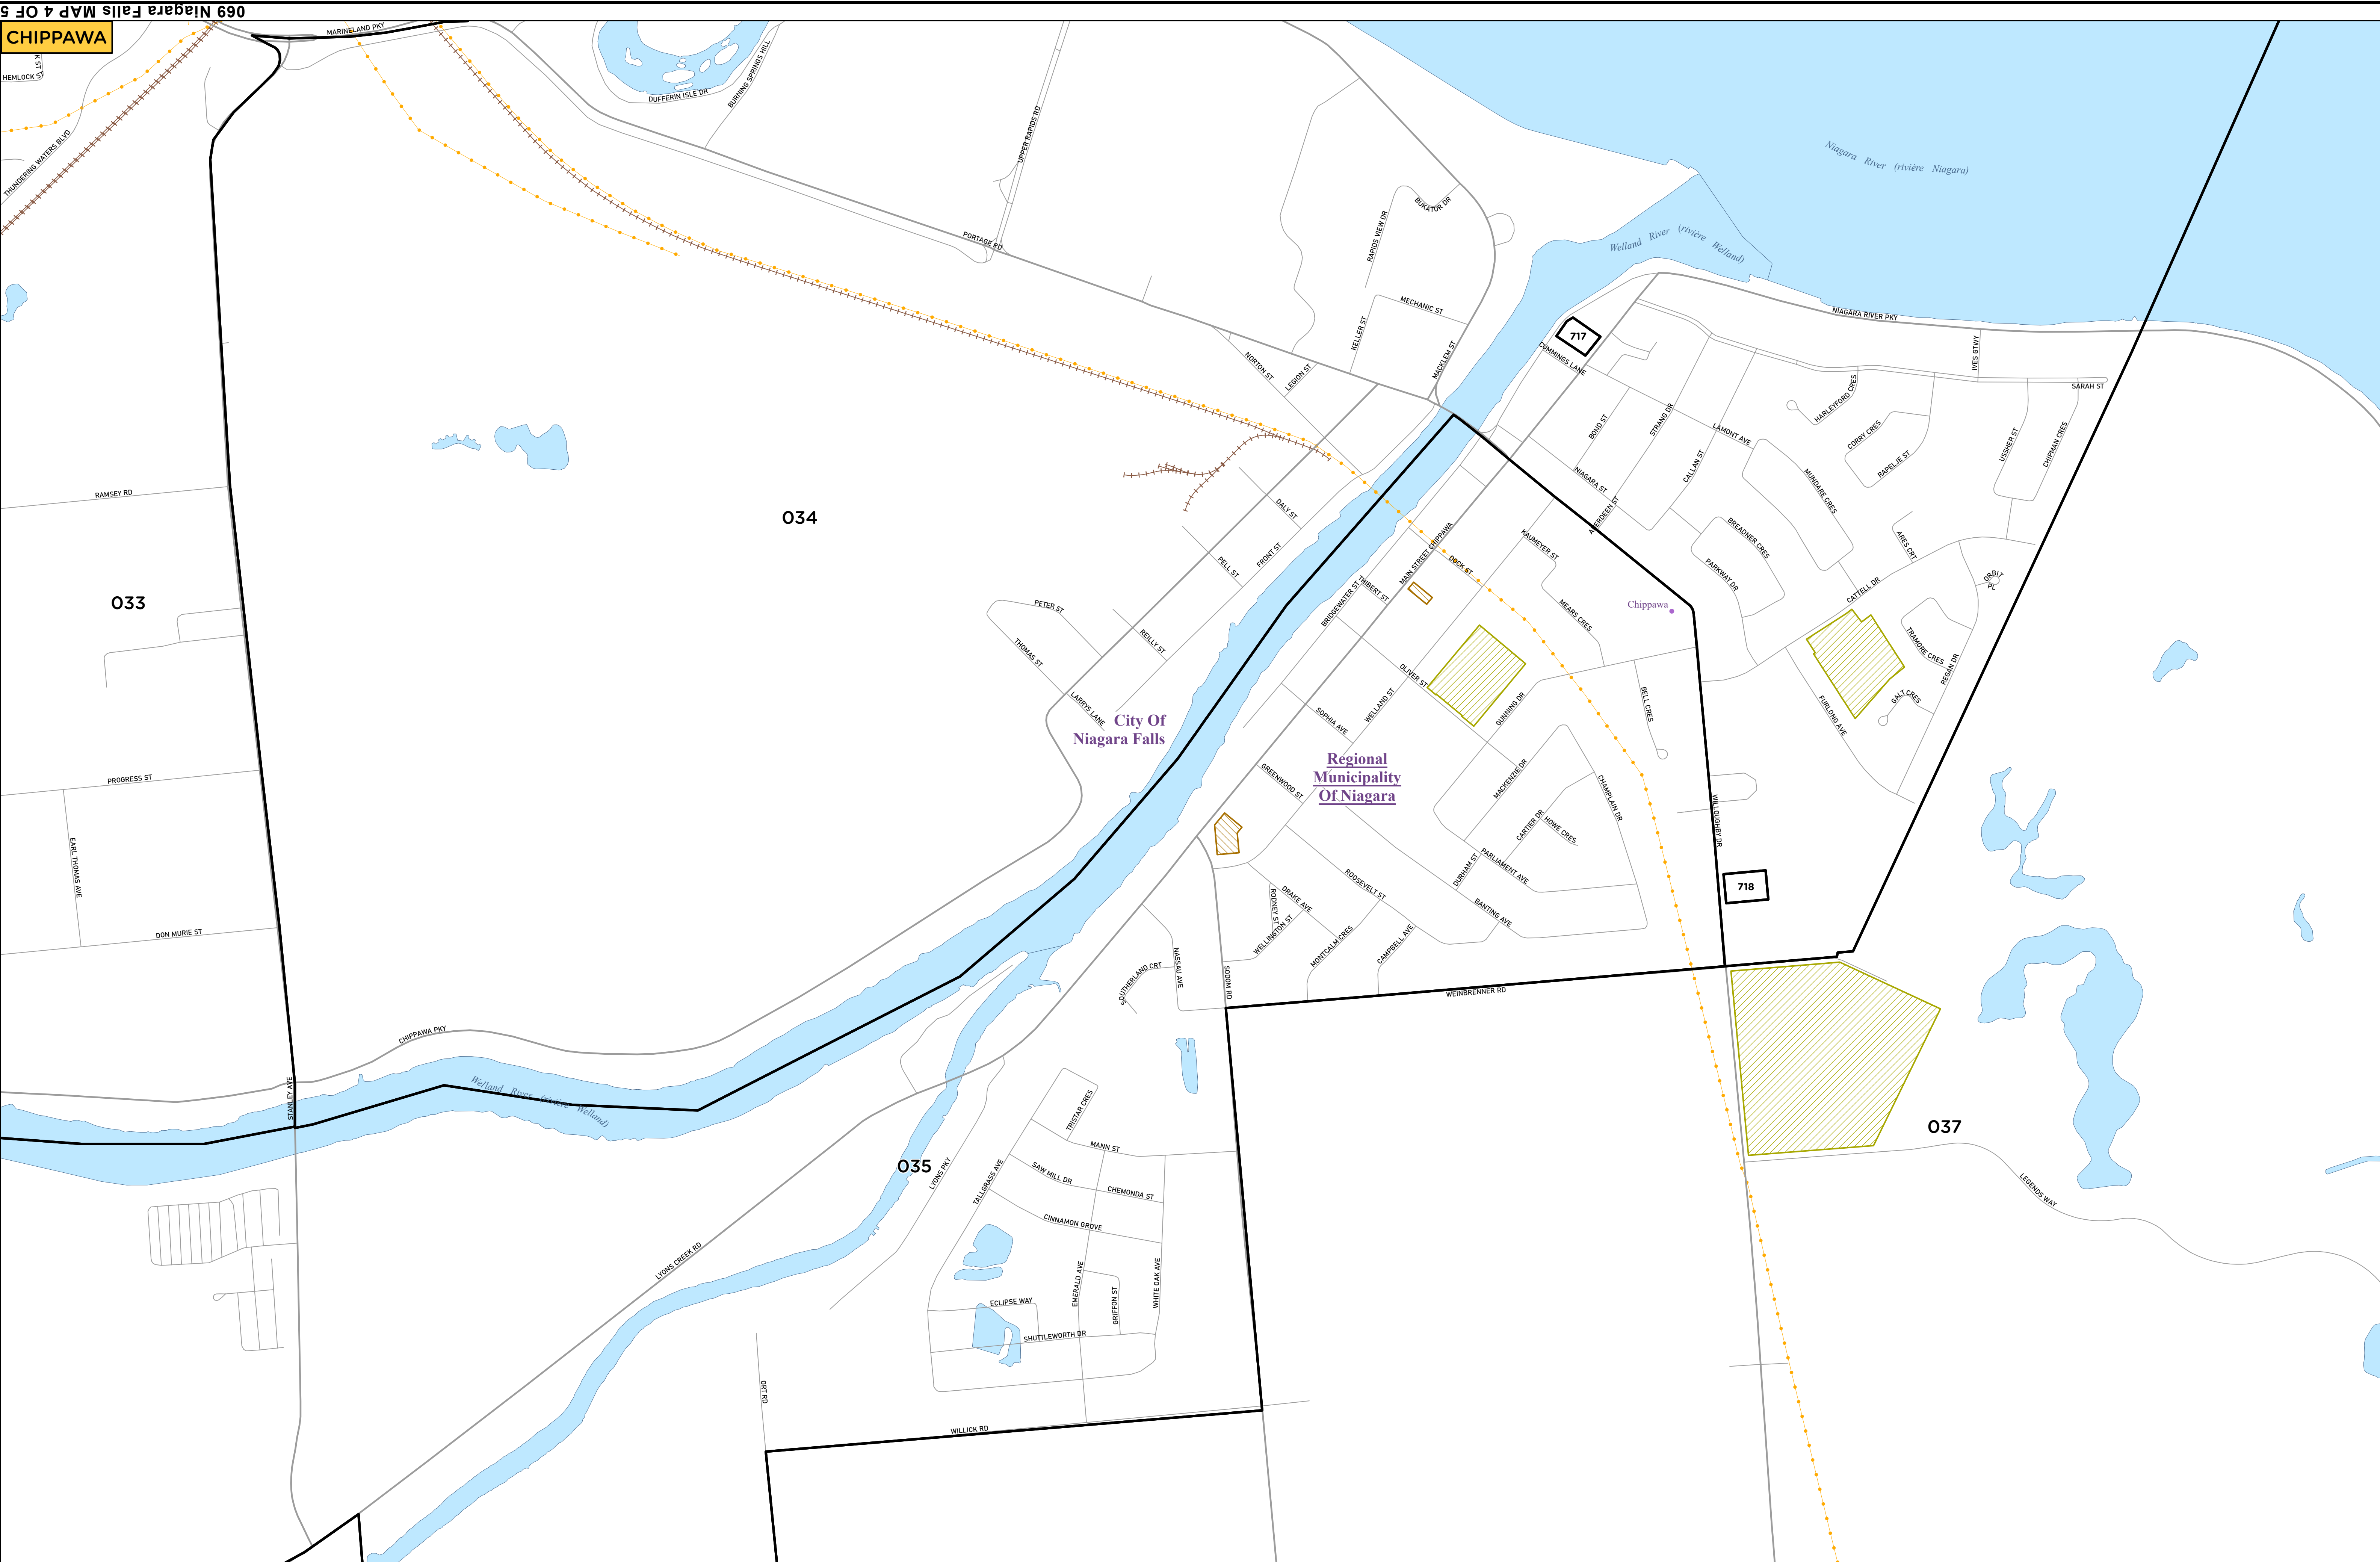 069 Niagara Falls MAP 4 OF 5
CHIPPAWA
K ST
HEMLOCK ST
THUNDERING WATERS BLVD
MARINELAND PKY
DUFFERIN ISLE DR
BURNING SPRINGS HILL
UPPER RAPIDS RD
PORTAGE RD
RAPIDS VIEW DR
BUKATOR DR
MECHANIC ST
KELLER ST
MACKLEM ST
NORTON ST
LEGION ST
Niagara River (rivière Niagara)
Welland River (rivière Welland)
NIAGARA RIVER PKY
717
CUMMINGS LANE
IVES GTWY
SARAH ST
HARLEYFORD CRES
CORRY CRES
RAPELJE ST
USSHER ST
CHIPMAN CRES
BOND ST
STRANG DR
LAMONT AVE
CALLAN ST
MUNDARE CRES
NIAGARA ST
ABERDEEN ST
BREADNER CRES
PARKWAY DR
ARES CRT
CATTELL DR
ORBIT
PL
TRAMORE CRES
REGAN DR
GALT CRES
FURLONG AVE
RAMSEY RD
034
033
DALY ST
FRONT ST
PELL ST
PETER ST
THOMAS ST
REILLY ST
LARRYS LANE
City Of
Niagara Falls
KAUMEYER ST
MAIN STREET CHIPPAWA
DOCK ST
THIBERT ST
BRIDGEWATER ST
MEARS CRES
Chippawa
OLIVER ST
WELLAND ST
SOPHIA AVE
GUNNING DR
BELL CRES
Regional
Municipality
Of Niagara
GREENWOOD ST
MACKENZIE DR
CHAMPLAIN DR
CARTIER DR
HOWE CRES
WILLOUGHBY DR
PROGRESS ST
EARL THOMAS AVE
DON MURIE ST
DURHAM ST
PARLIAMENT AVE
ROOSEVELT ST
BANTING AVE
DRAKE AVE
RODNEY ST
WELLINGTON ST
MONTCALM CRES
CAMPBELL AVE
718
NASSAU AVE
SOUTHERLAND CRT
SODOM RD
WEINBRENNER RD
CHIPPAWA PKY
STANLEY AVE
Welland River (rivière Welland)
035
037
LYONS PKY
TRISTAR CRES
MANN ST
TALLGRASS AVE
SAW MILL DR
CHEMONDA ST
CINNAMON GROVE
LEGENDS WAY
LYONS CREEK RD
EMERALD AVE
WHITE OAK AVE
GRIFFON ST
ECLIPSE WAY
SHUTTLEWORTH DR
ORT RD
WILLICK RD